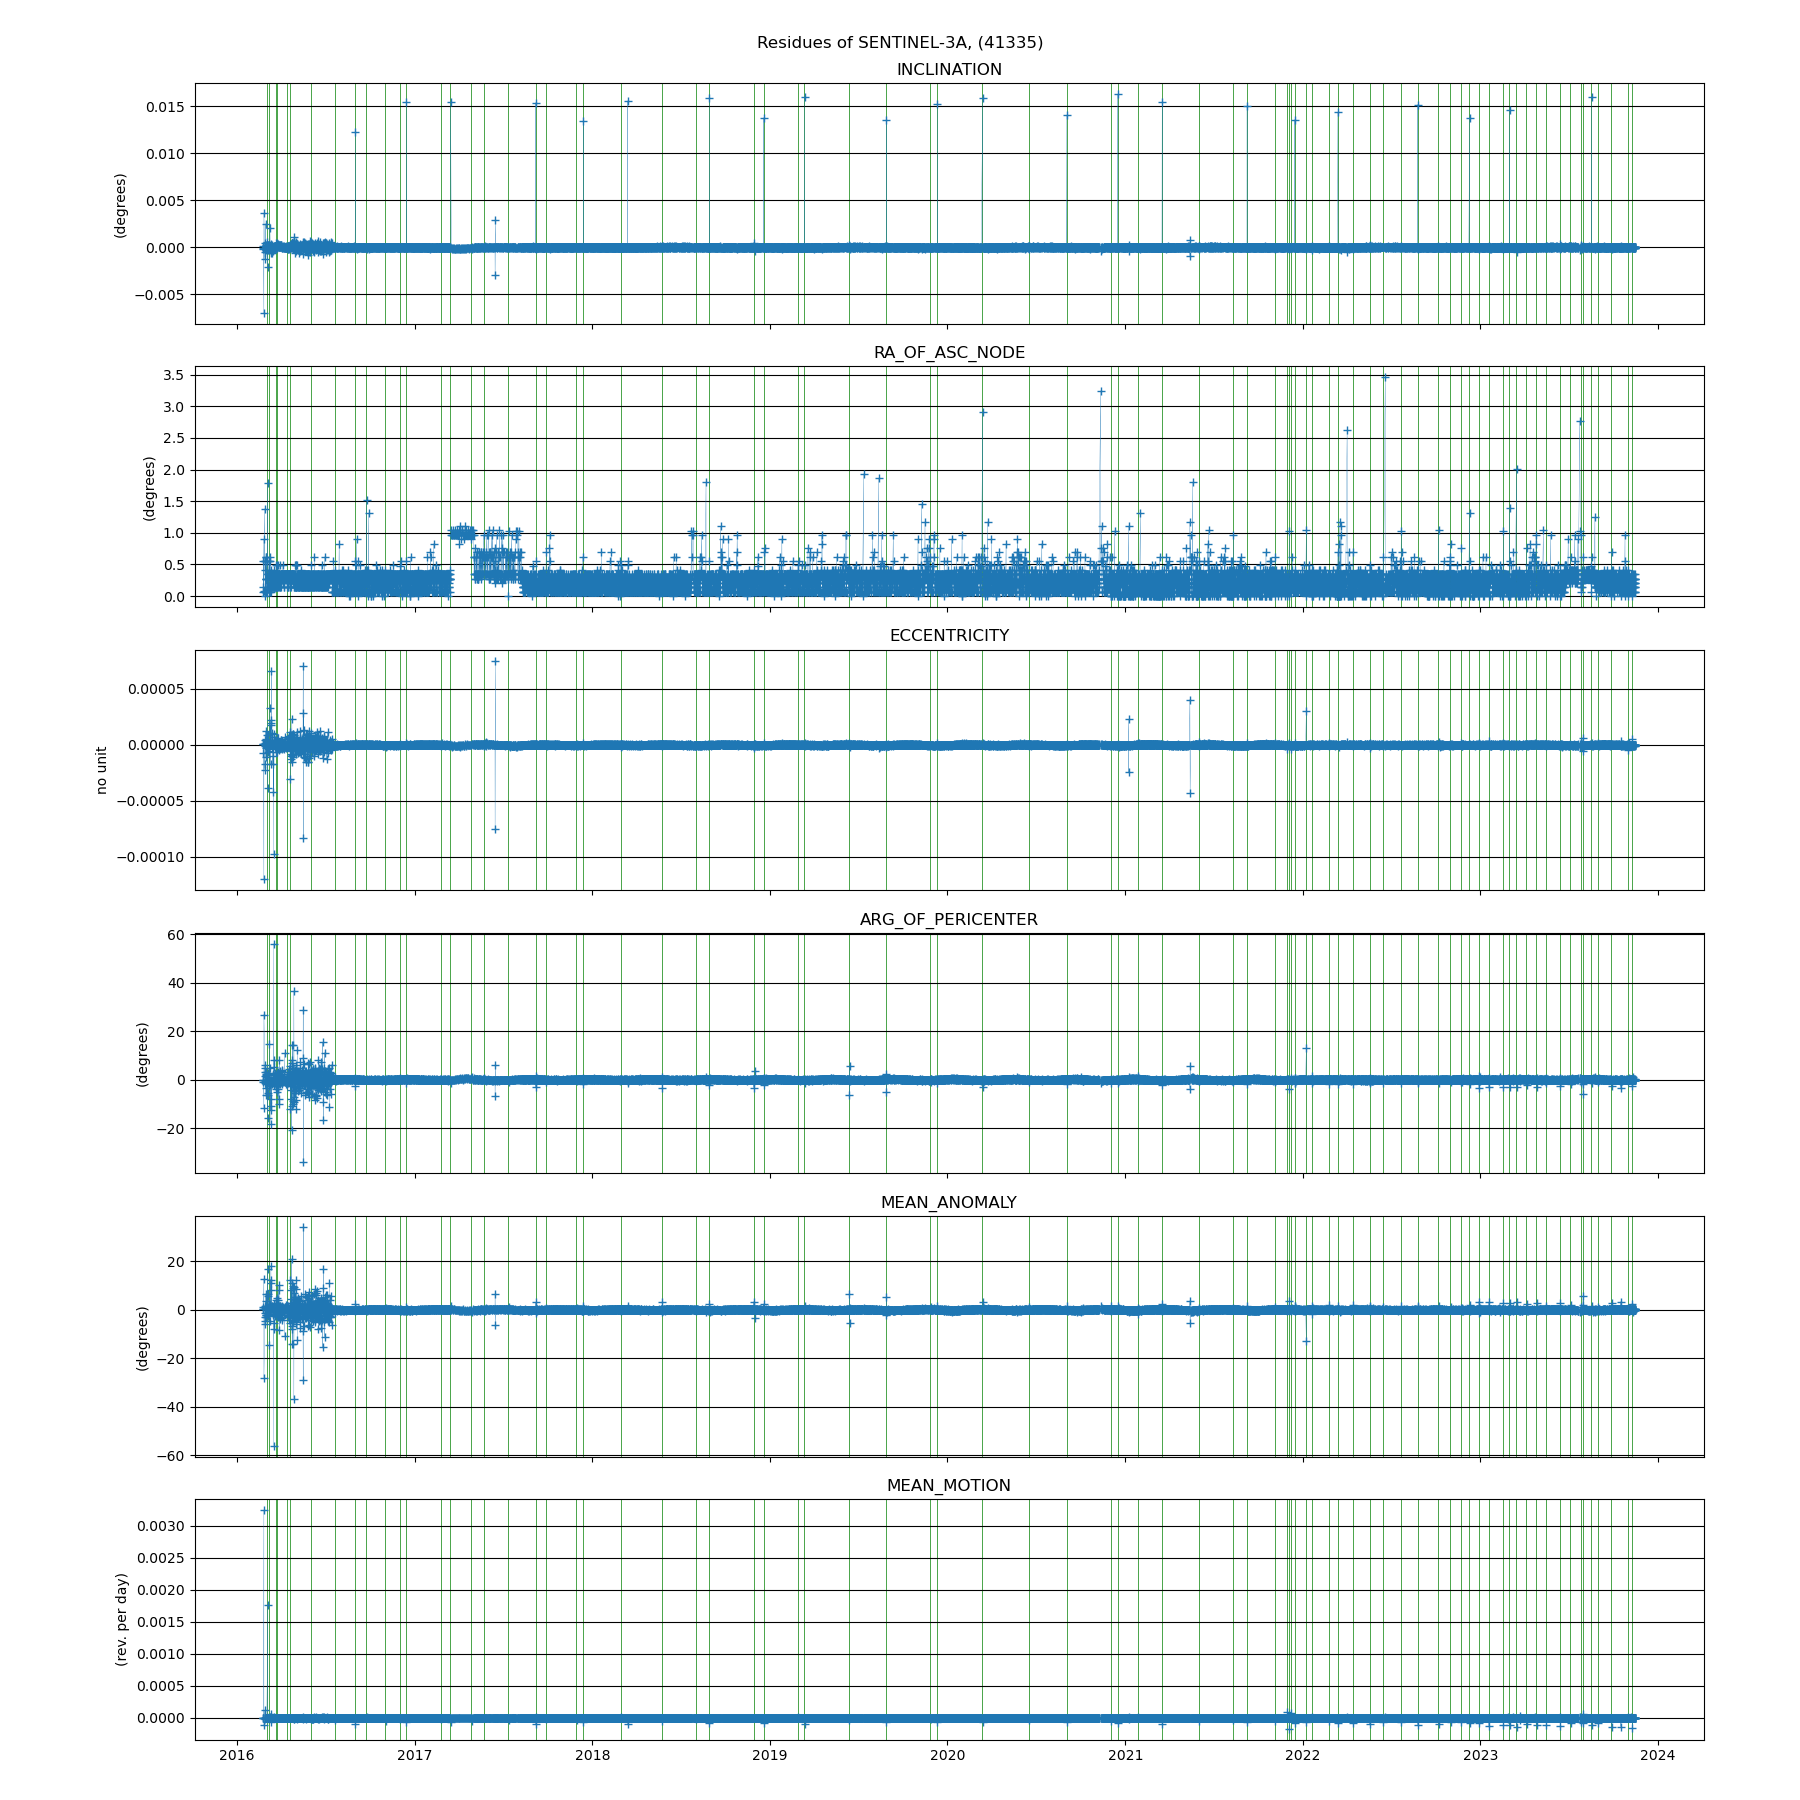 Residues of SENTINEL-3A, (41335)
INCLINATION
0.015
0.010
0.005
0.000
−0.005
(degrees)
RA_OF_ASC_NODE
3.5
3.0
2.5
2.0
1.5
1.0
0.5
0.0
(degrees)
ECCENTRICITY
0.00005
0.00000
−0.00005
−0.00010
no unit
ARG_OF_PERICENTER
60
40
20
0
−20
(degrees)
MEAN_ANOMALY
20
0
−20
−40
−60
(degrees)
MEAN_MOTION
0.0030
0.0025
0.0020
0.0015
0.0010
0.0005
0.0000
(rev. per day)
2016 2017 2018 2019 2020 2021 2022 2023 2024